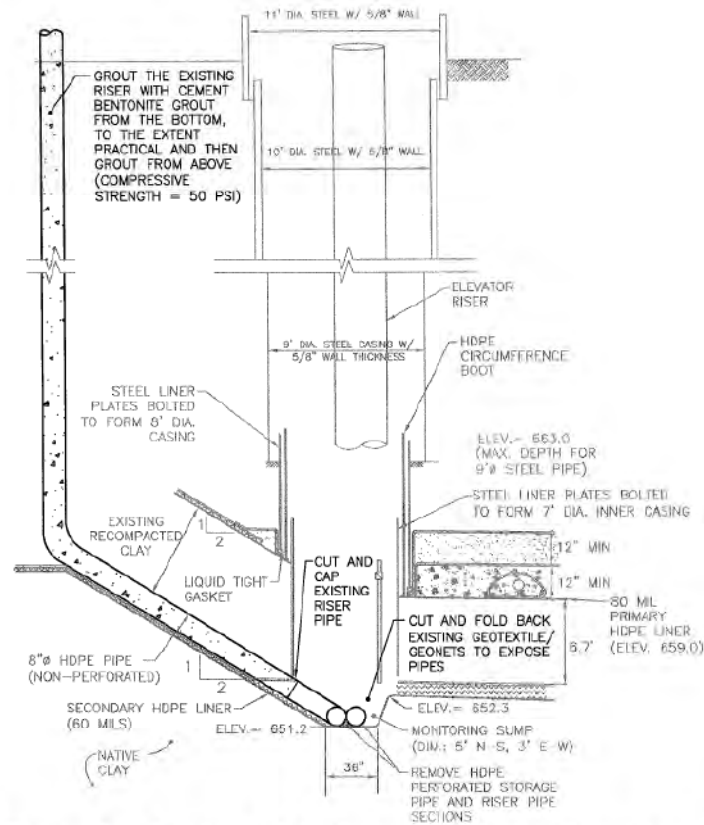 11' DIA. STEEL W/ 5/8" WALL
GROUT THE EXISTING
RISER WITH CEMENT
BENTONITE GROUT
FROM THE BOTTOM,
TO THE EXTENT
PRACTICAL AND THEN
GROUT FROM ABOVE
(COMPRESSIVE
STRENGTH = 50 PSI)
10' DIA. STEEL W/ 5/8" WALL
ELEVATOR
RISER
9' DIA. STEEL CASING W/
5/8" WALL THICKNESS
HDPE
CIRCUMFERENCE
BOOT
STEEL LINER
PLATES BOLTED
TO FORM 8' DIA.
CASING
ELEV.= 663.0
(MAX. DEPTH FOR
9'Ø STEEL PIPE)
STEEL LINER PLATES BOLTED
TO FORM 7' DIA. INNER CASING
EXISTING
RECOMPACTED
CLAY
1
2
12" MIN
12" MIN
LIQUID TIGHT
GASKET
CUT AND
CAP
EXISTING
RISER
PIPE
80 MIL
PRIMARY
HDPE LINER
(ELEV. 659.0)
CUT AND FOLD BACK
EXISTING GEOTEXTILE/
GEONETS TO EXPOSE
PIPES
6.7'
8"Ø HDPE PIPE
(NON-PERFORATED)
1
2
SECONDARY HDPE LINER
(60 MILS)
ELEV.= 651.2
ELEV.= 652.3
MONITORING SUMP
(DIM.: 5' N-S, 3' E-W)
NATIVE
CLAY
36"
REMOVE HDPE
PERFORATED STORAGE
PIPE AND RISER PIPE
SECTIONS